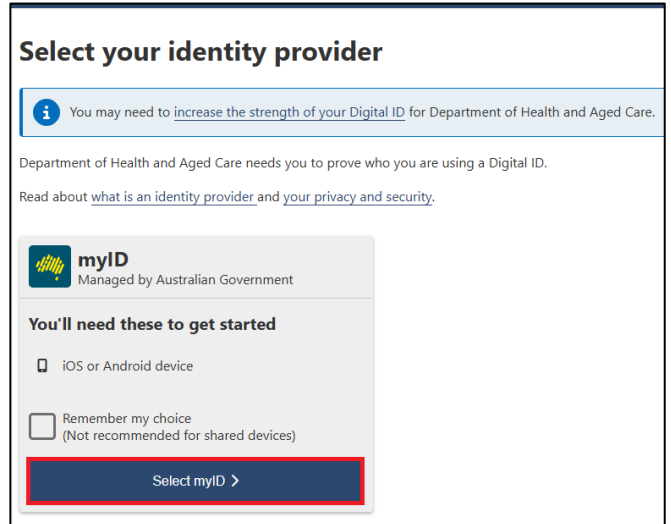 Select your identity provider
You may need to increase the strength of your Digital ID for Department of Health and Aged Care.
Department of Health and Aged Care needs you to prove who you are using a Digital ID.
Read about what is an identity provider and your privacy and security.
myID
Managed by Australian Government
You'll need these to get started
iOS or Android device
Remember my choice
(Not recommended for shared devices)
Select myID